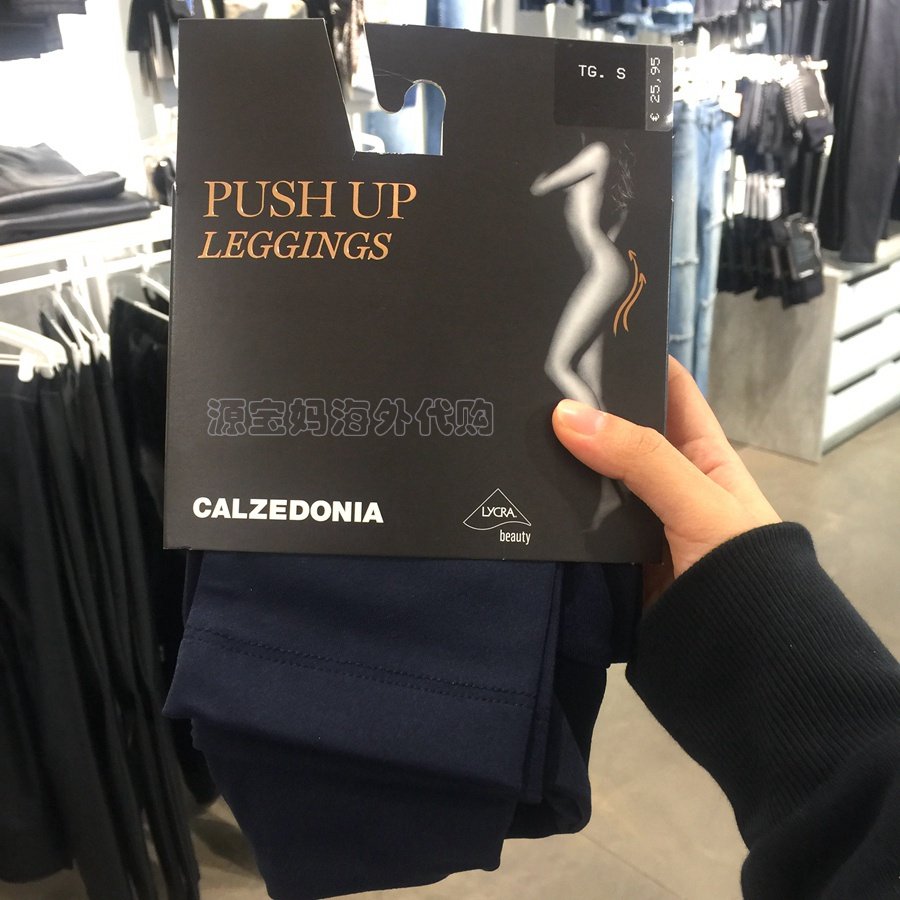 TG. S
€ 25,95
PUSH UP
LEGGINGS
源宝妈海外代购
CALZEDONIA
LYCRA.
beauty